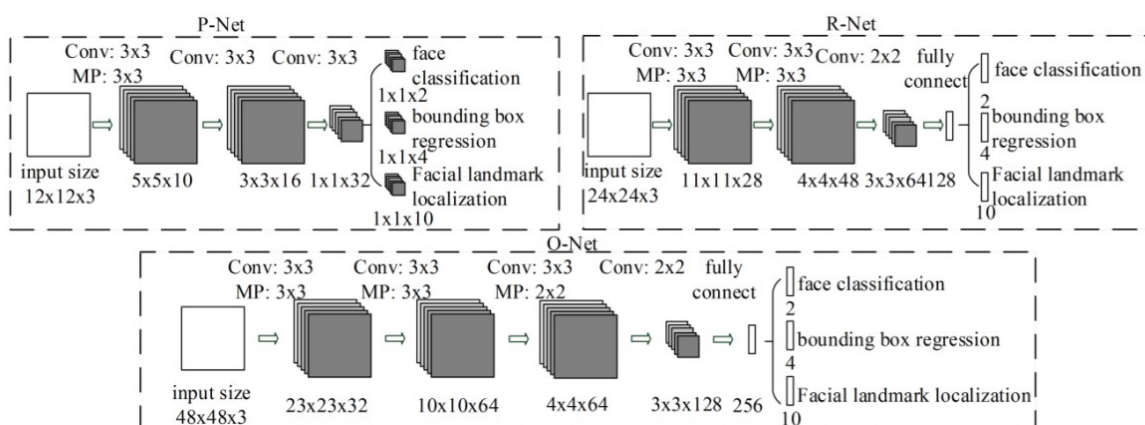 P-Net
Conv: 3x3
MP: 3x3
Conv: 3x3
Conv: 3x3
face
classification
1x1x2
bounding box
regression
1x1x4
Facial landmark
localization
1x1x10
input size
12x12x3
5x5x10
3x3x16
1x1x32
R-Net
Conv: 3x3
MP: 3x3
Conv: 3x3
MP: 3x3
Conv: 2x2
fully
connect
face classification
2
bounding box
regression
4
Facial landmark
localization
10
input size
24x24x3
11x11x28
4x4x48
3x3x64
128
O-Net
Conv: 3x3
MP: 3x3
Conv: 3x3
MP: 3x3
Conv: 3x3
MP: 2x2
Conv: 2x2
fully
connect
face classification
2
bounding box regression
4
Facial landmark localization
10
input size
48x48x3
23x23x32
10x10x64
4x4x64
3x3x128
256